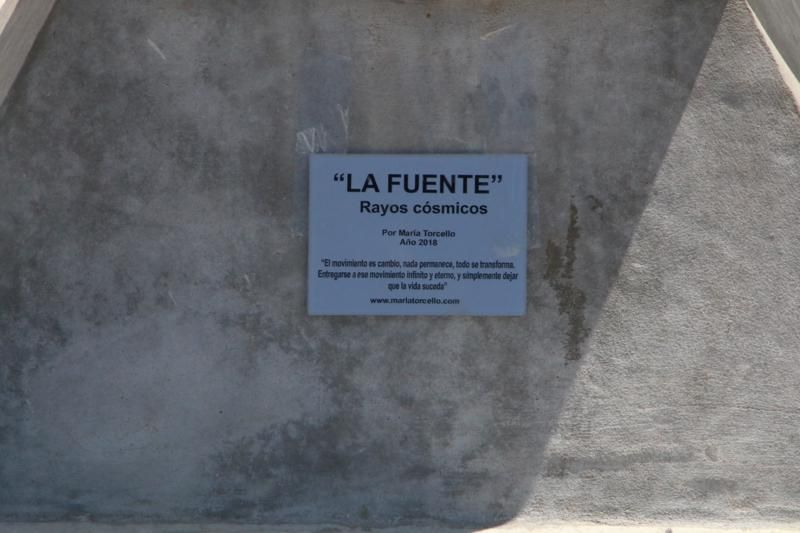 “LA FUENTE”
Rayos cósmicos
Por María Torcello
Año 2018
"El movimiento es cambio, nada permanece, todo se transforma.
Entregarse a ese movimiento infinito y eterno, y simplemente dejar
que la vida suceda"
www.mariatorcello.com